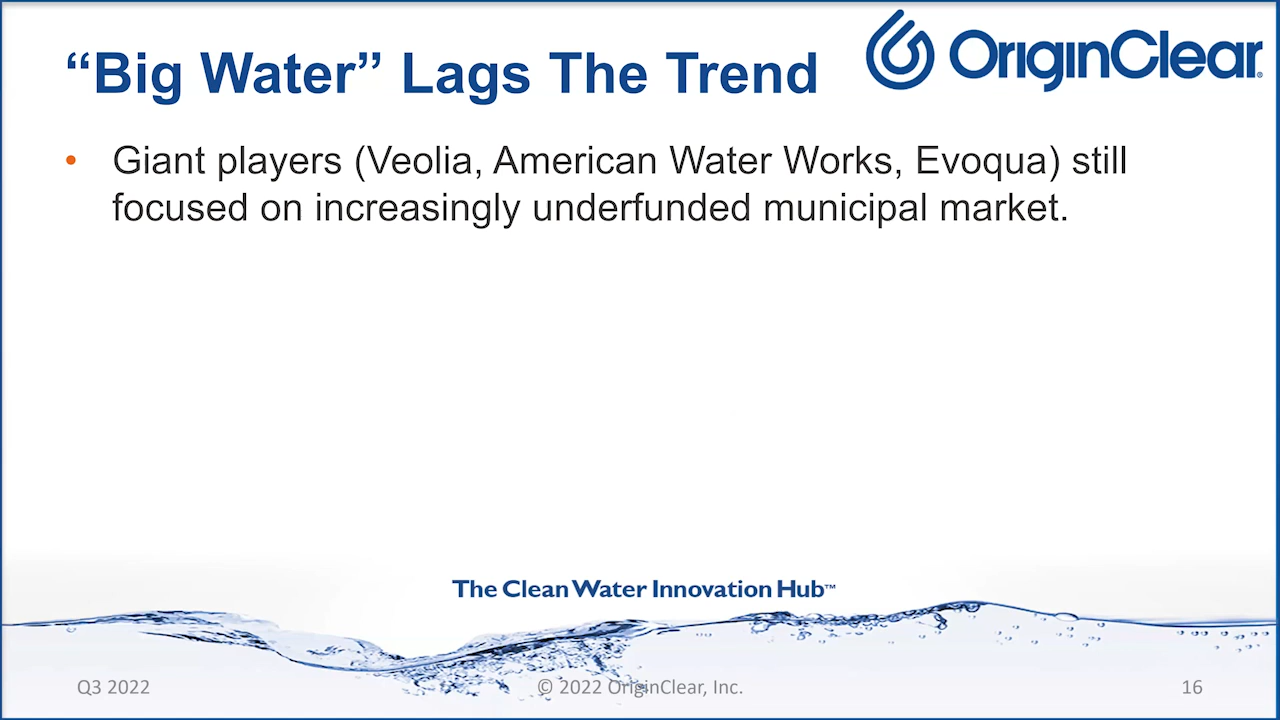 “Big Water” Lags The Trend
OriginClear®
• Giant players (Veolia, American Water Works, Evoqua) still
focused on increasingly underfunded municipal market.
The Clean Water Innovation Hub™
Q3 2022
© 2022 OriginClear, Inc.
16